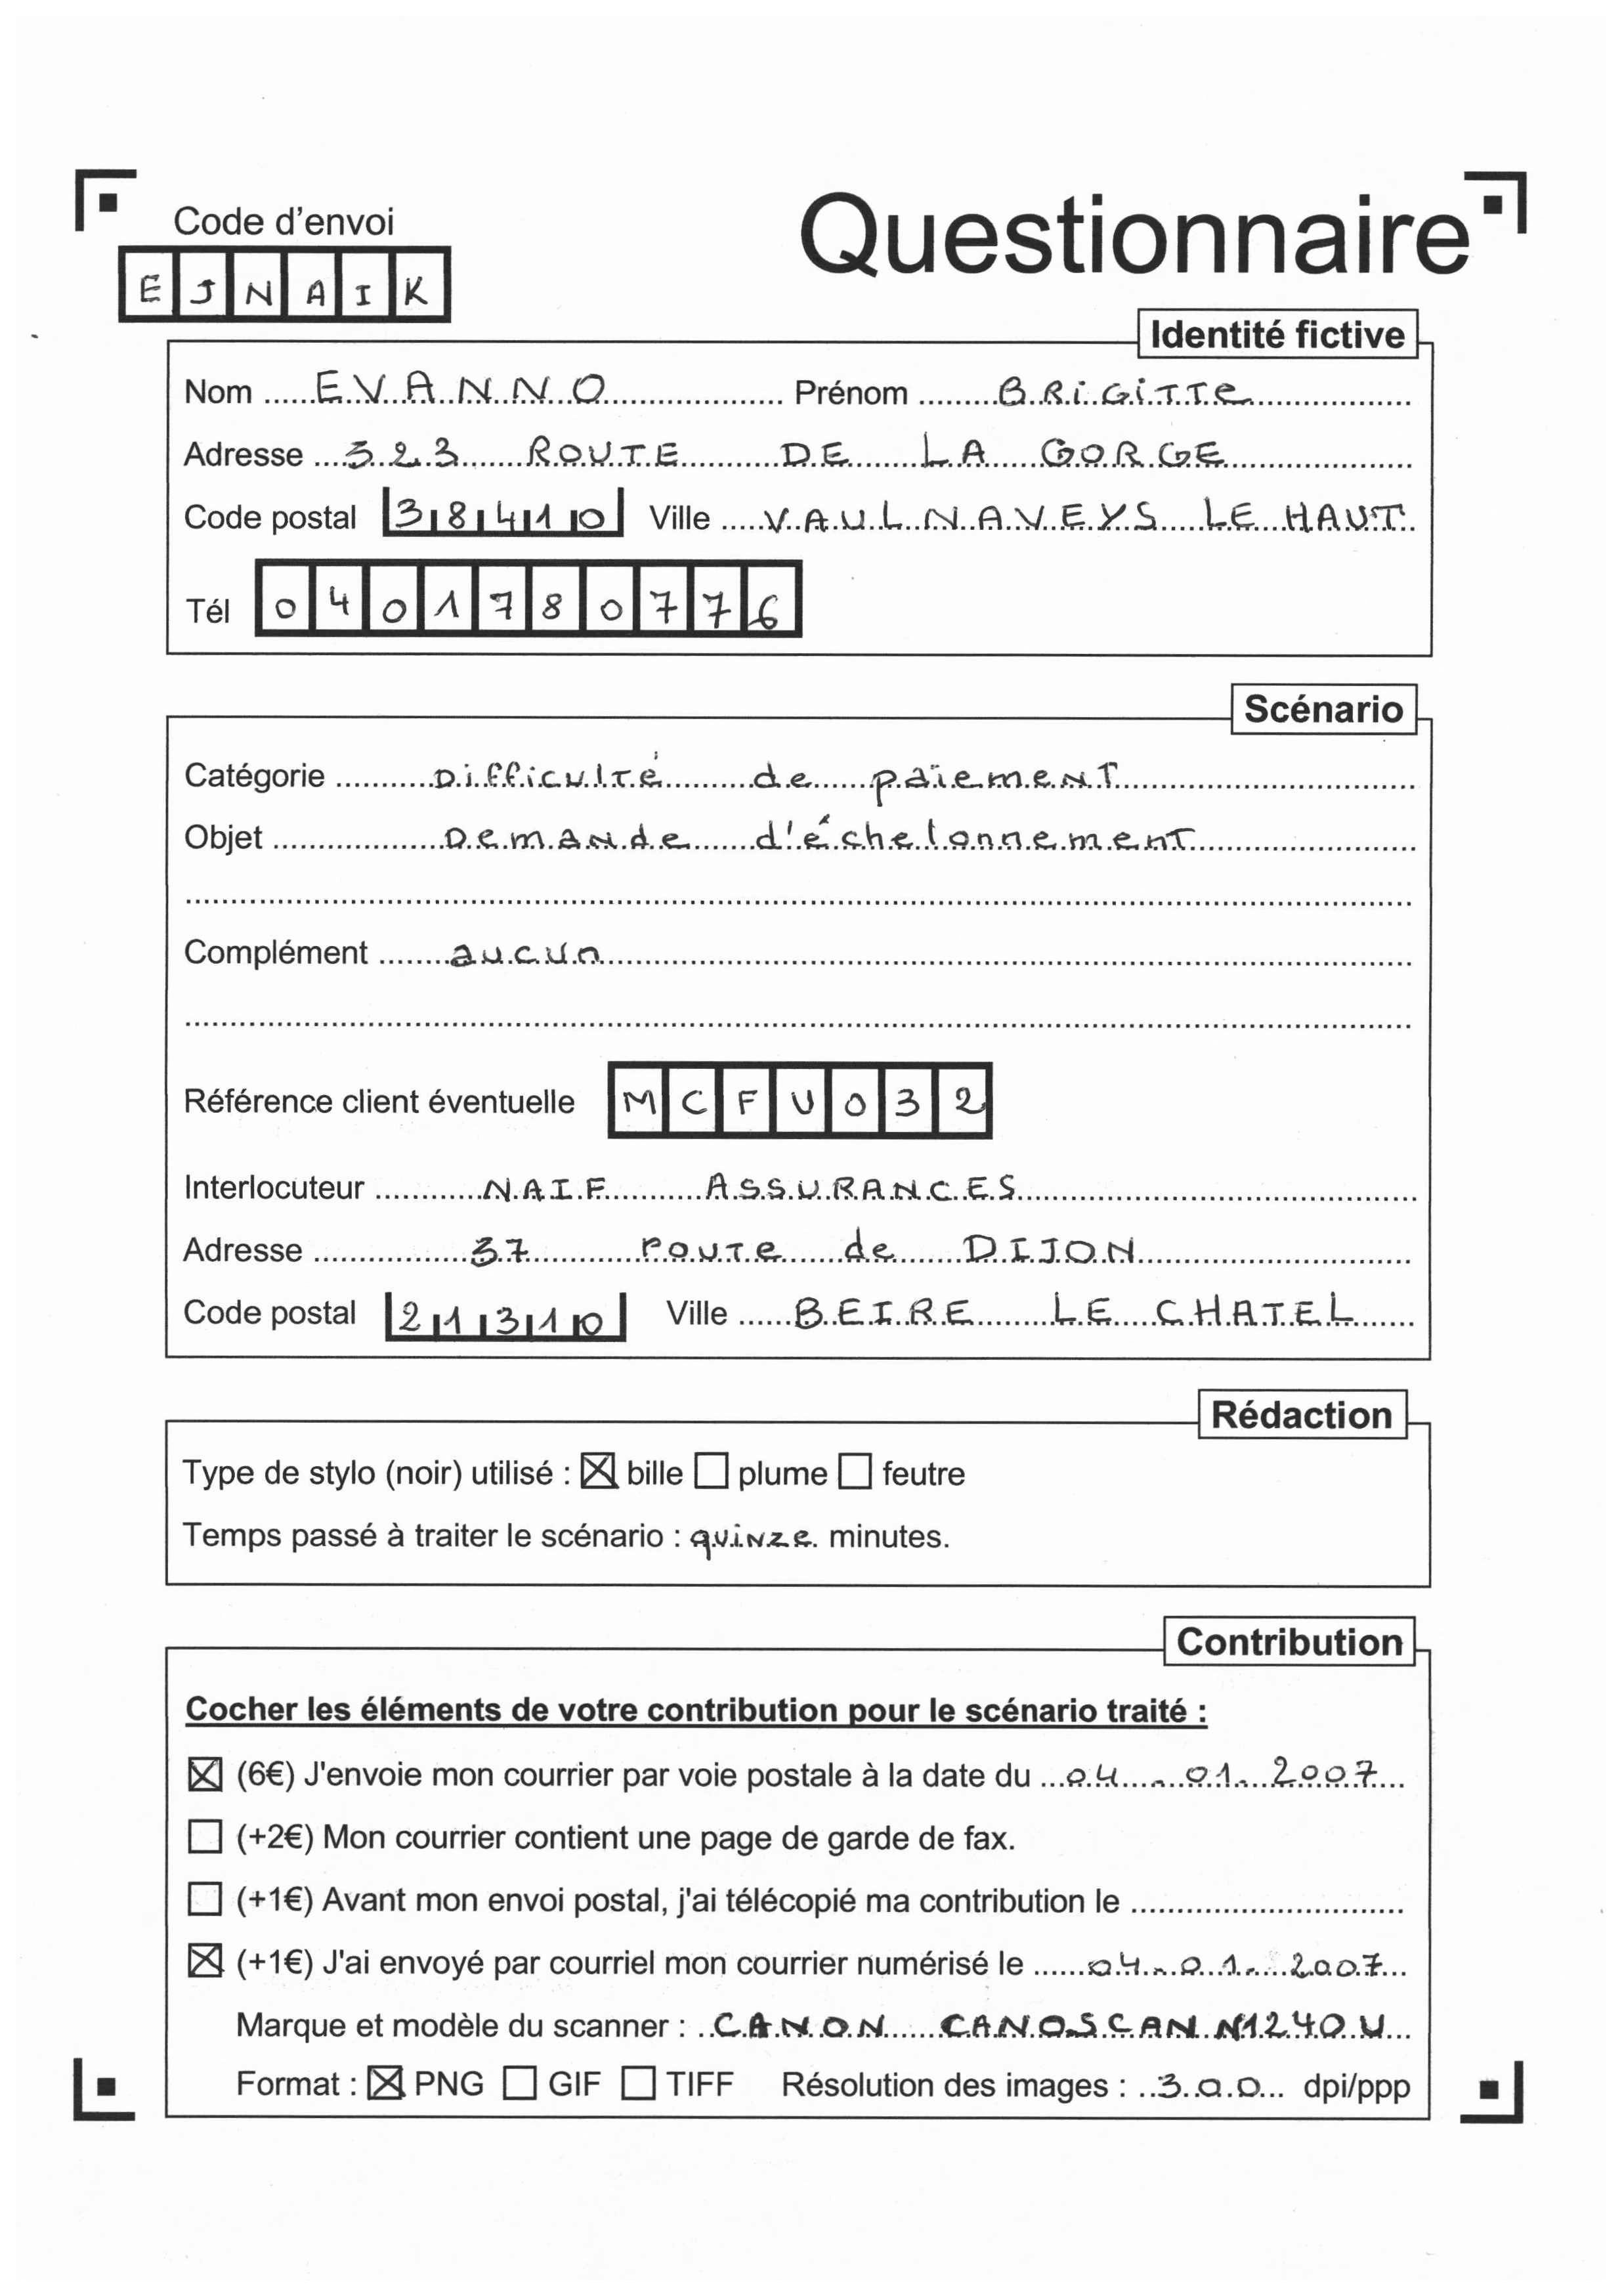 Code d'envoi
Questionnaire
EJNAIK
Identité fictive
Nom ...... EVANNO ...... Prénom ...... BRiGiTTe ......
Adresse ... 323 ROUTE DE LA GORGE ......
Code postal 38410 Ville ..... VAULNAVEYS LE HAUT
Tél 0401780776
Scénario
Catégorie ........... Difficulté de paiement ......
Objet ................... Demande d'échelonnement ......
Complément ........ aucun ......
Référence client éventuelle MCFU032
Interlocuteur ............ NAIF ASSURANCES ......
Adresse ................. 37 route de DIJON ......
Code postal 21310 Ville ...... BEIRE LE CHATEL ......
Rédaction
Type de stylo (noir) utilisé : ☒ bille ☐ plume ☐ feutre
Temps passé à traiter le scénario : quinze minutes.
Contribution
Cocher les éléments de votre contribution pour le scénario traité :
☒ (6€) J'envoie mon courrier par voie postale à la date du ... 04 - 01 - 2007 ...
☐ (+2€) Mon courrier contient une page de garde de fax.
☐ (+1€) Avant mon envoi postal, j'ai télécopié ma contribution le ..............................
☒ (+1€) J'ai envoyé par courriel mon courrier numérisé le ...... 04 - 01 - 2007 ...
Marque et modèle du scanner : .. CANON CANOSCAN N1240U ...
Format : ☒ PNG ☐ GIF ☐ TIFF Résolution des images : .. 300 ... dpi/ppp